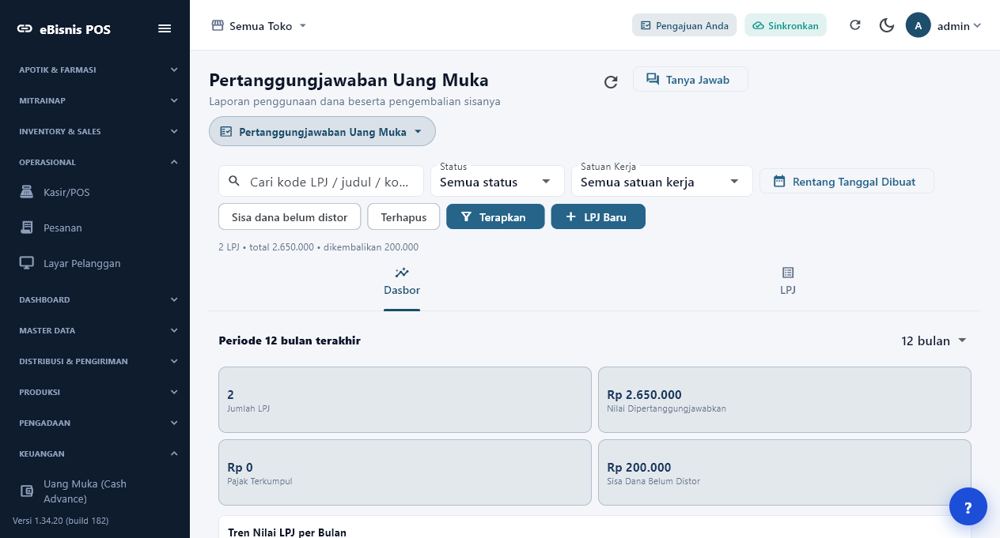 eBisnis POS
APOTIK & FARMASI
MITRAINAP
INVENTORY & SALES
OPERASIONAL
Kasir/POS
Pesanan
Layar Pelanggan
DASHBOARD
MASTER DATA
DISTRIBUSI & PENGIRIMAN
PRODUKSI
PENGADAAN
KEUANGAN
Uang Muka (Cash
Advance)
Versi 1.34.20 (build 182)
Semua Toko
Pengajuan Anda
Sinkronkan
A
admin
Pertanggungjawaban Uang Muka
Laporan penggunaan dana beserta pengembalian sisanya
Tanya Jawab
Pertanggungjawaban Uang Muka
Cari kode LPJ / judul / ko...
Status
Semua status
Satuan Kerja
Semua satuan kerja
Rentang Tanggal Dibuat
Sisa dana belum distor
Terhapus
Terapkan
LPJ Baru
2 LPJ • total 2.650.000 • dikembalikan 200.000
Dasbor
LPJ
Periode 12 bulan terakhir
12 bulan
2
Jumlah LPJ
Rp 2.650.000
Nilai Dipertanggungjawabkan
Rp 0
Pajak Terkumpul
Rp 200.000
Sisa Dana Belum Distor
?
Tren Nilai LPJ per Bulan